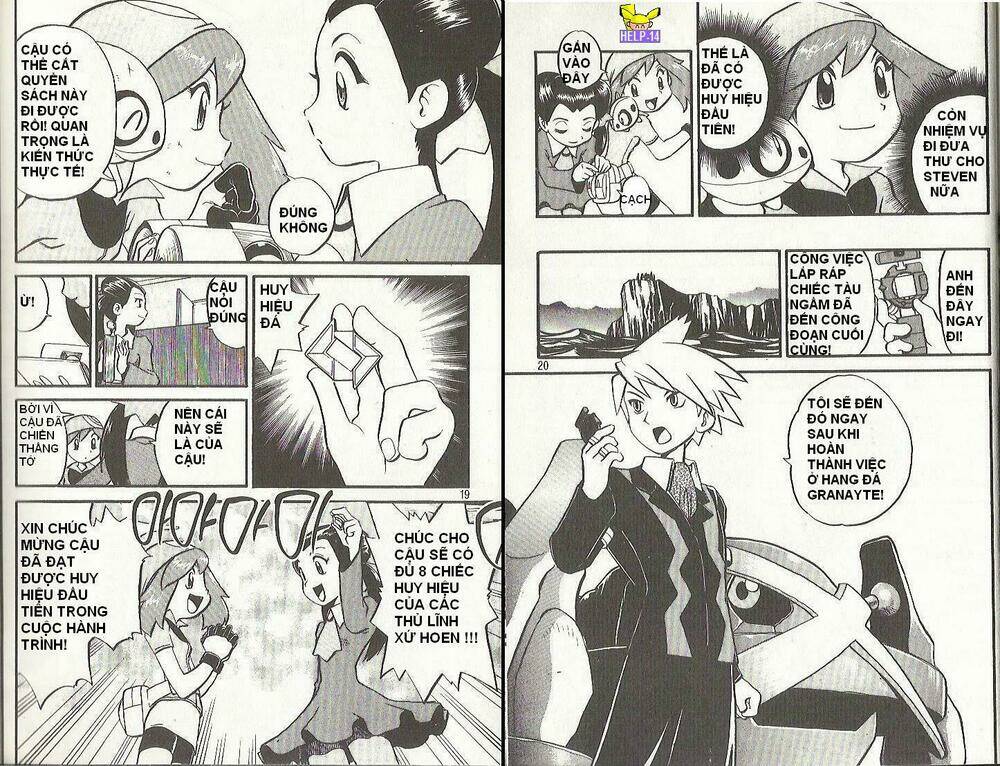 CẬU CÓ
THỂ CẤT
QUYỂN
SÁCH NÀY
ĐI ĐƯỢC
RỒI! QUAN
TRỌNG LÀ
KIẾN THỨC
THỰC TẾ!
ĐÚNG
KHÔNG
Ừ!
CẬU
NÓI
ĐÚNG
HUY
HIỆU
ĐÁ
BỞI VÌ
CẬU ĐÃ
CHIẾN
THẮNG
TỚ
NÊN CÁI
NÀY SẼ
LÀ CỦA
CẬU!
19
XIN CHÚC
MỪNG CẬU
ĐÃ ĐẠT
ĐƯỢC HUY
HIỆU ĐẦU
TIÊN TRONG
CUỘC HÀNH
TRÌNH!
CHÚC CHO
CẬU SẼ CÓ
ĐỦ 8 CHIẾC
HUY HIỆU
CỦA CÁC
THỦ LĨNH
XỨ HOEN !!!
HELP-14
GẮN
VÀO
ĐÂY
CẠCH
THẾ LÀ
ĐÃ CÓ
ĐƯỢC
HUY HIỆU
ĐẦU
TIÊN!
CÒN
NHIỆM VỤ
ĐI ĐƯA
THƯ CHO
STEVEN
NỮA
CÔNG VIỆC
LẮP RÁP
CHIẾC TÀU
NGẦM ĐÃ
ĐẾN CÔNG
ĐOẠN CUỐI
CÙNG!
ANH
ĐẾN
ĐÂY
NGAY
ĐI!
20
TÔI SẼ ĐẾN
ĐÓ NGAY
SAU KHI
HOÀN
THÀNH VIỆC
Ở HANG ĐÁ
GRANAYTE!